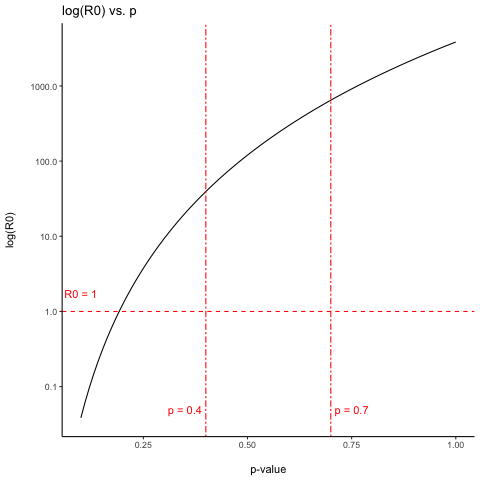 log(R0) vs. p
log(R0)
1000.0
100.0
10.0
1.0
0.1
R0 = 1
p = 0.4
p = 0.7
0.25
0.50
0.75
1.00
p-value